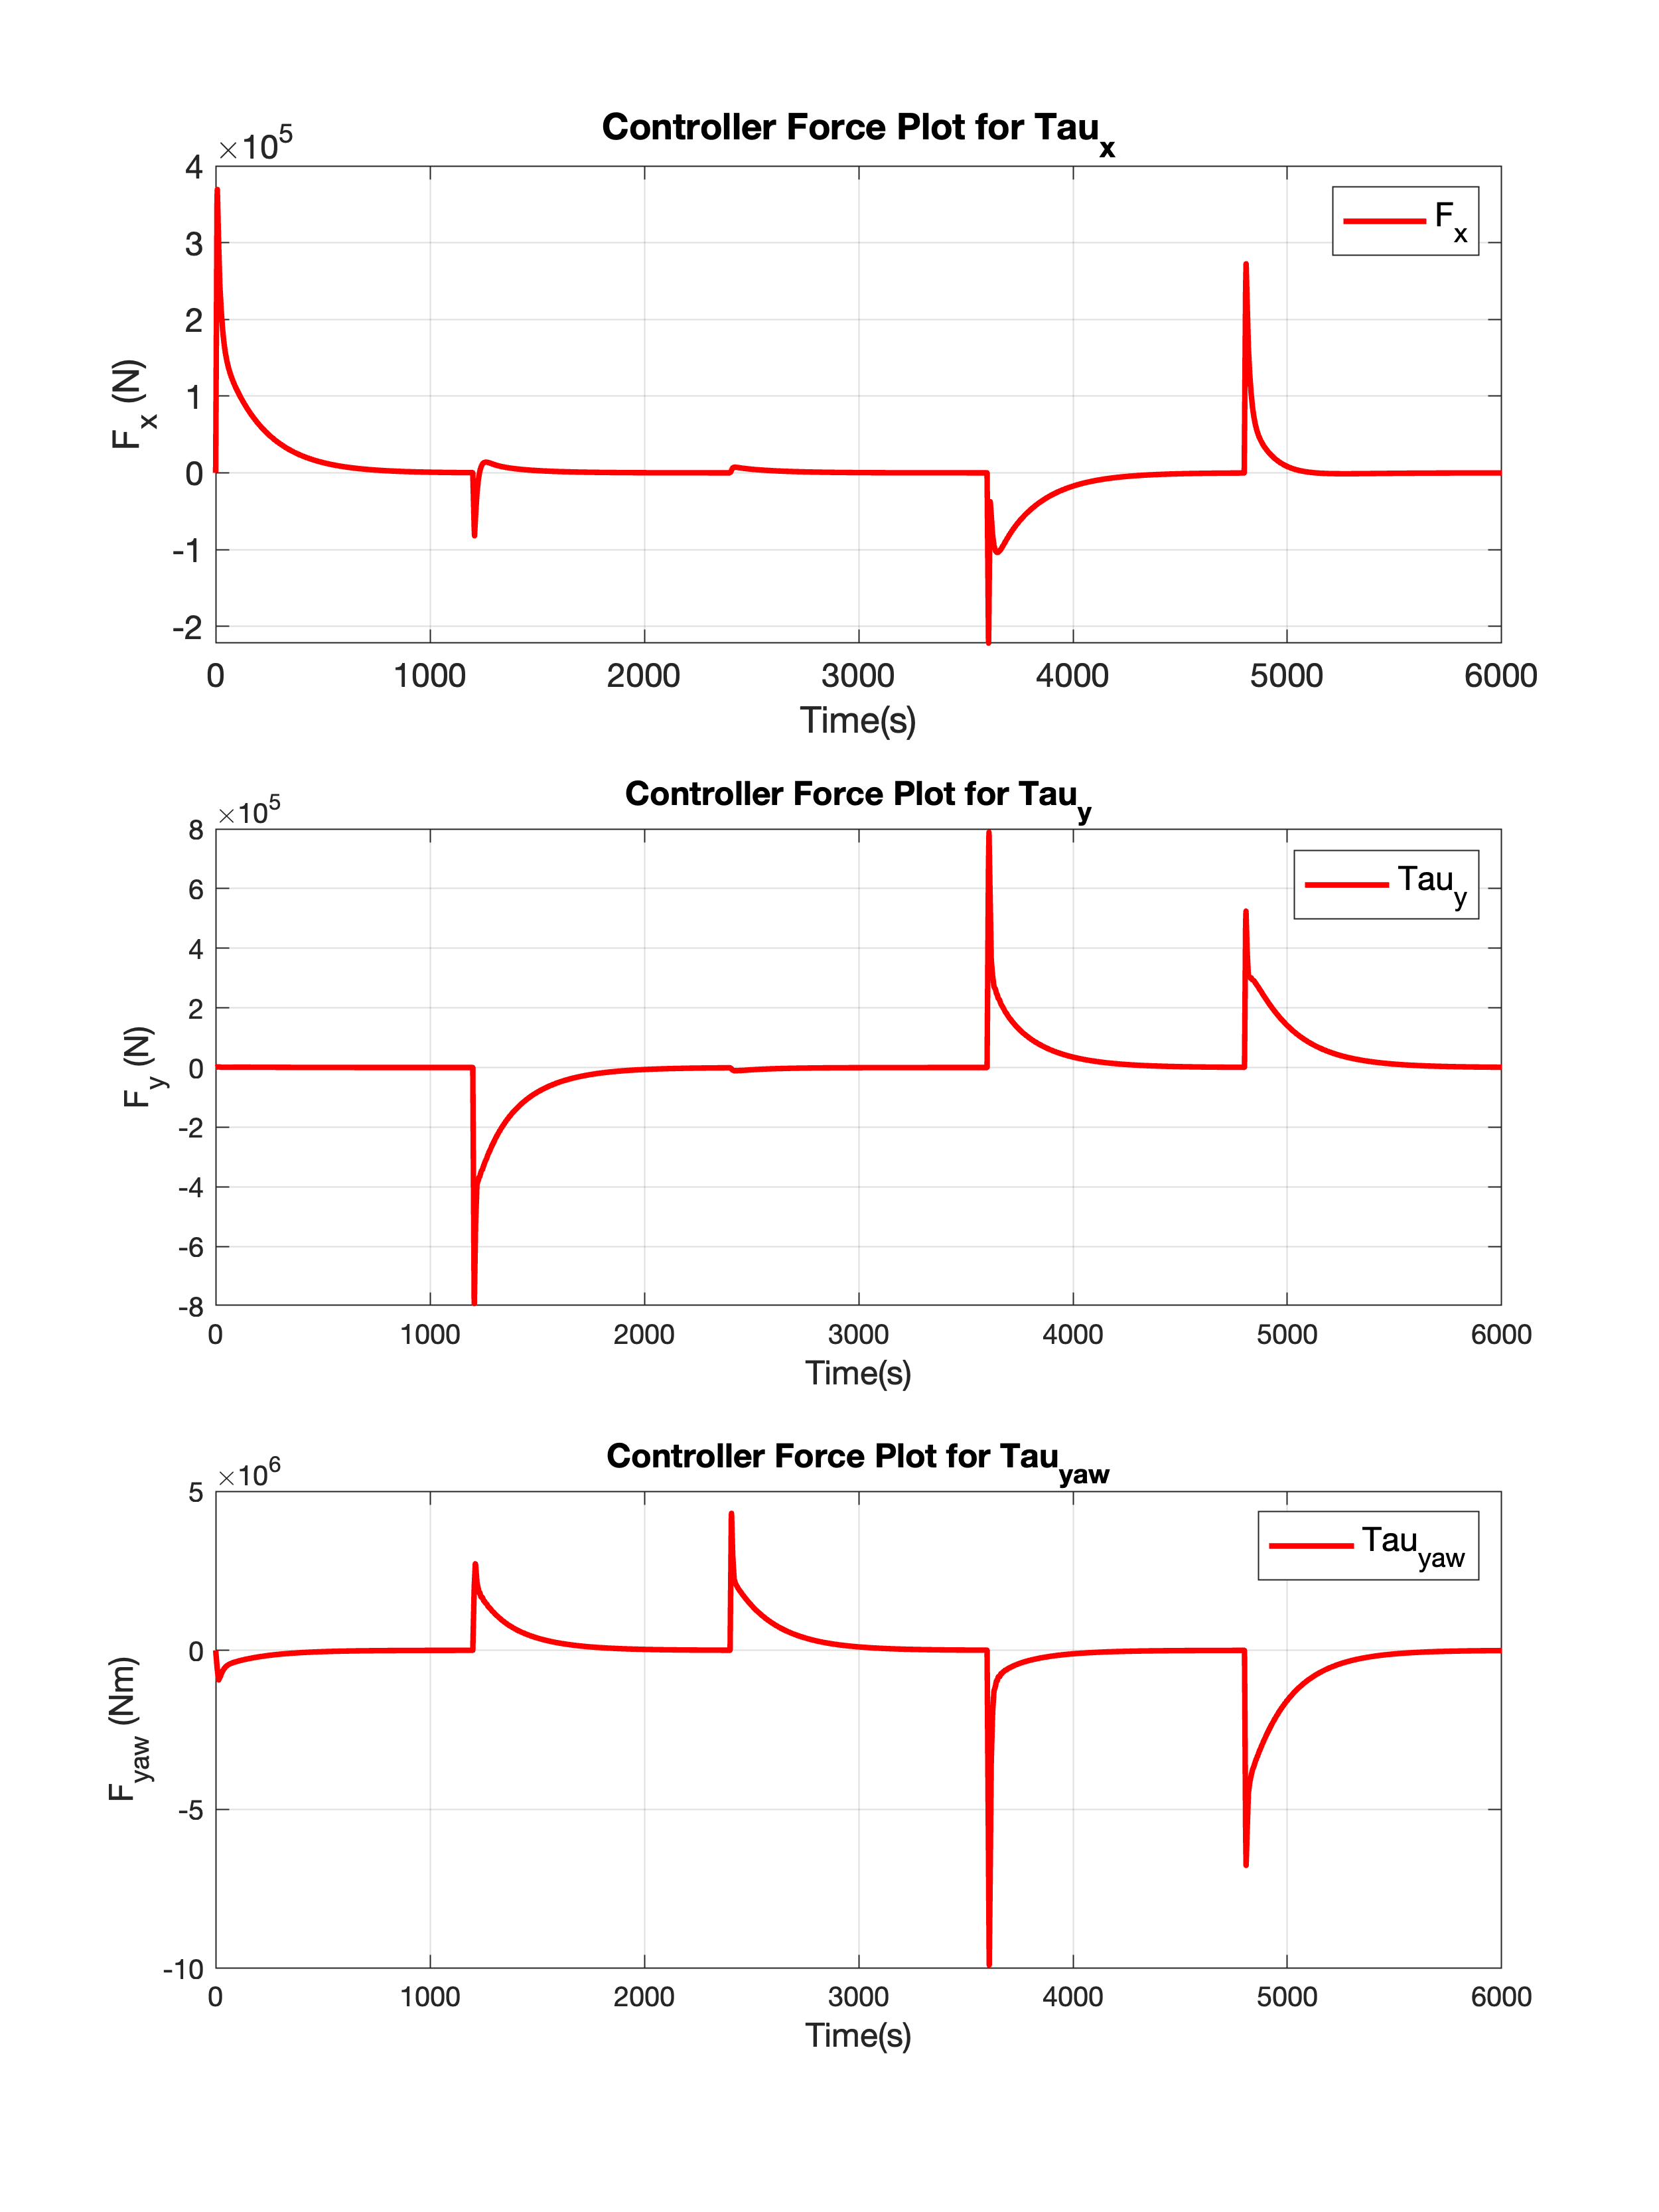 Controller Force Plot for Tau_x
×10^5
4
3
2
1
0
-1
-2
F_x (N)
F_x
0 1000 2000 3000 4000 5000 6000
Time(s)
Controller Force Plot for Tau_y
×10^5
8
6
4
2
0
-2
-4
-6
-8
F_y (N)
Tau_y
0 1000 2000 3000 4000 5000 6000
Time(s)
Controller Force Plot for Tau_yaw
×10^6
5
0
-5
-10
F_yaw (Nm)
Tau_yaw
0 1000 2000 3000 4000 5000 6000
Time(s)